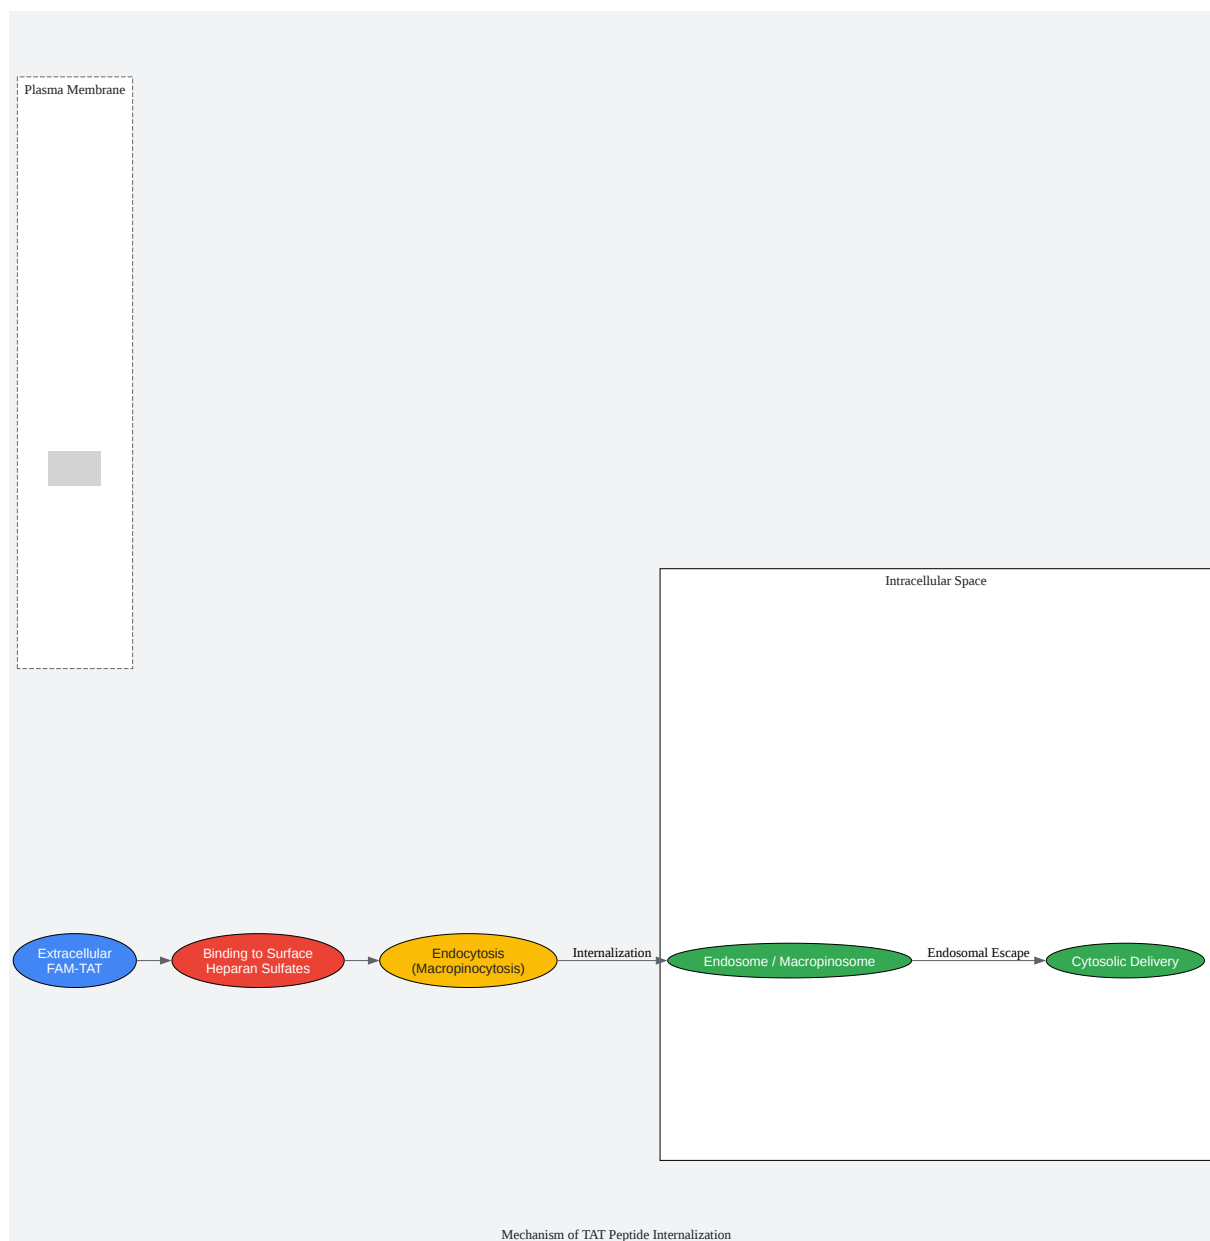 Plasma Membrane
Intracellular Space
Extracellular
FAM-TAT
Binding to Surface
Heparan Sulfates
Endocytosis
(Macropinocytosis)
Internalization
Endosome / Macropinosome
Endosomal Escape
Cytosolic Delivery
Mechanism of TAT Peptide Internalization